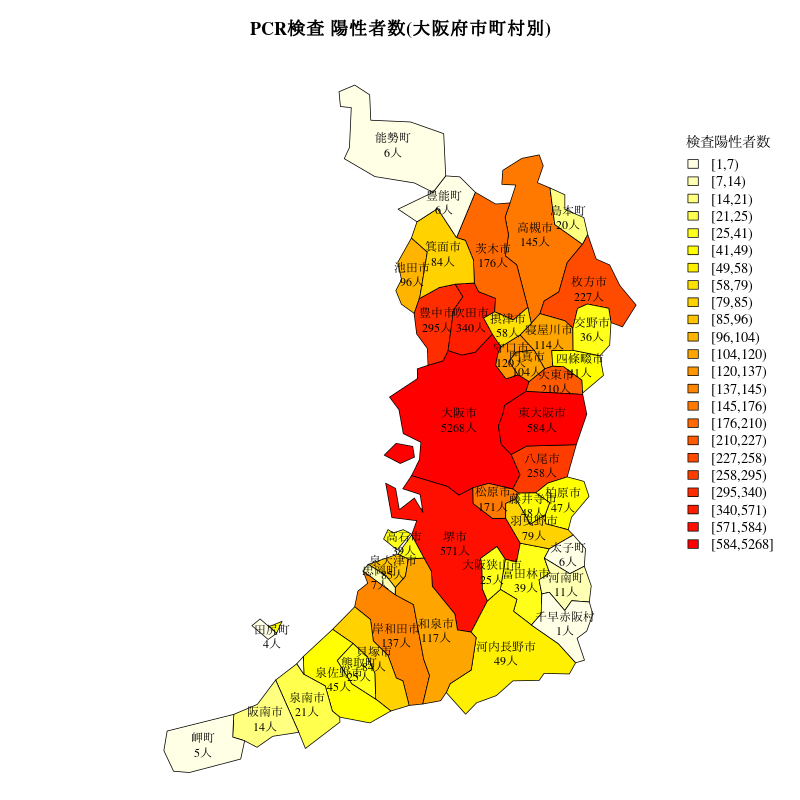 PCR検査 陽性者数(大阪府市町村別)
検査陽性者数
[1,7)
[7,14)
[14,21)
[21,25)
[25,41)
[41,49)
[49,58)
[58,79)
[79,85)
[85,96)
[96,104)
[104,120)
[120,137)
[137,145)
[145,176)
[176,210)
[210,227)
[227,258)
[258,295)
[295,340)
[340,571)
[571,584)
[584,5268]
能勢町
6人
豊能町
6人
島本町
20人
高槻市
145人
茨木市
176人
箕面市
84人
池田市
96人
枚方市
227人
豊中市
295人
吹田市
340人
摂津市
58人
交野市
36人
寝屋川市
114人
守口市
120人
門真市
104人
四條畷市
41人
大東市
210人
大阪市
5268人
東大阪市
584人
八尾市
258人
松原市
171人
藤井寺市
48人
柏原市
47人
羽曳野市
79人
高石市
39人
堺市
571人
太子町
6人
泉大津市
85人
忠岡町
7人
大阪狭山市
25人
富田林市
39人
河南町
11人
千早赤阪村
1人
田尻町
4人
岸和田市
137人
和泉市
117人
河内長野市
49人
貝塚市
84人
熊取町
25人
泉佐野市
45人
泉南市
21人
阪南市
14人
岬町
5人